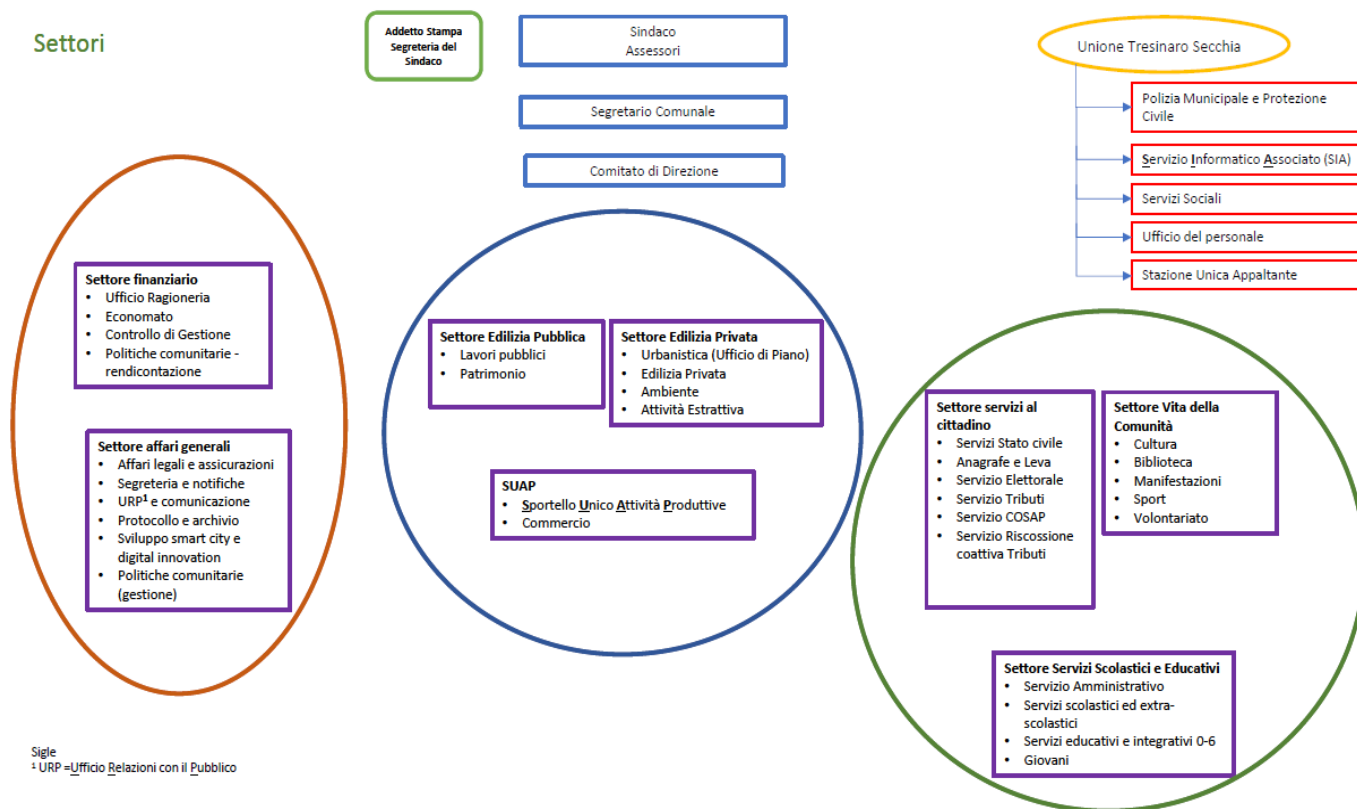 Settori
Addetto Stampa
Segreteria del
Sindaco
Sindaco
Assessori
Segretario Comunale
Comitato di Direzione
Unione Tresinaro Secchia
Polizia Municipale e Protezione
Civile
Servizio Informatico Associato (SIA)
Servizi Sociali
Ufficio del personale
Stazione Unica Appaltante
Settore finanziario
• Ufficio Ragioneria
• Economato
• Controllo di Gestione
• Politiche comunitarie -
rendicontazione
Settore affari generali
• Affari legali e assicurazioni
• Segreteria e notifiche
• URP¹ e comunicazione
• Protocollo e archivio
• Sviluppo smart city e
digital innovation
• Politiche comunitarie
(gestione)
Settore Edilizia Pubblica
• Lavori pubblici
• Patrimonio
Settore Edilizia Privata
• Urbanistica (Ufficio di Piano)
• Edilizia Privata
• Ambiente
• Attività Estrattiva
SUAP
• Sportello Unico Attività Produttive
• Commercio
Settore servizi al
cittadino
• Servizi Stato civile
• Anagrafe e Leva
• Servizio Elettorale
• Servizio Tributi
• Servizio COSAP
• Servizio Riscossione
coattiva Tributi
Settore Vita della
Comunità
• Cultura
• Biblioteca
• Manifestazioni
• Sport
• Volontariato
Settore Servizi Scolastici e Educativi
• Servizio Amministrativo
• Servizi scolastici ed extra-
scolastici
• Servizi educativi e integrativi 0-6
• Giovani
Sigle
¹ URP =Ufficio Relazioni con il Pubblico